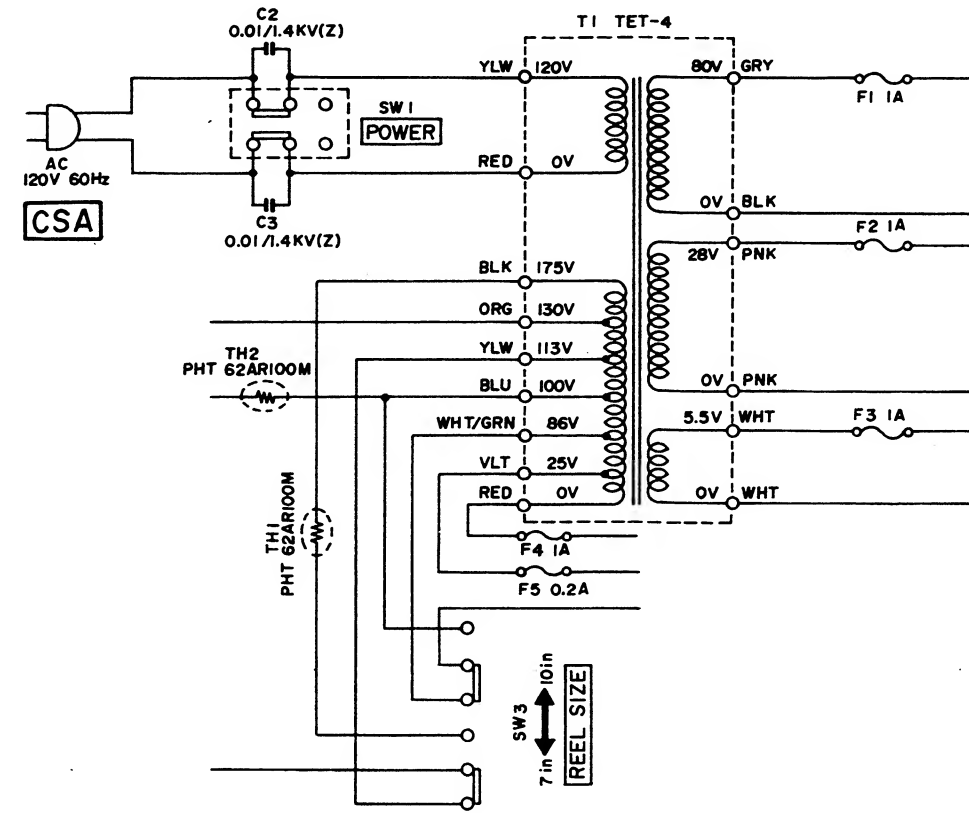 C2
0.01/1.4KV(Z)
T1 TET-4
YLW 120V
80V GRY
F1 1A
SW1
POWER
AC
120V 60Hz
RED 0V
CSA
C3
0.01/1.4KV(Z)
0V BLK
F2 1A
28V PNK
BLK 175V
ORG 130V
YLW 113V
TH2
PHT 62AR100M
BLU 100V
0V PNK
WHT/GRN 86V
5.5V WHT
F3 1A
VLT 25V
RED 0V
0V WHT
TH1
PHT 62AR100M
F4 1A
F5 0.2A
SW3
7in
10in
REEL SIZE